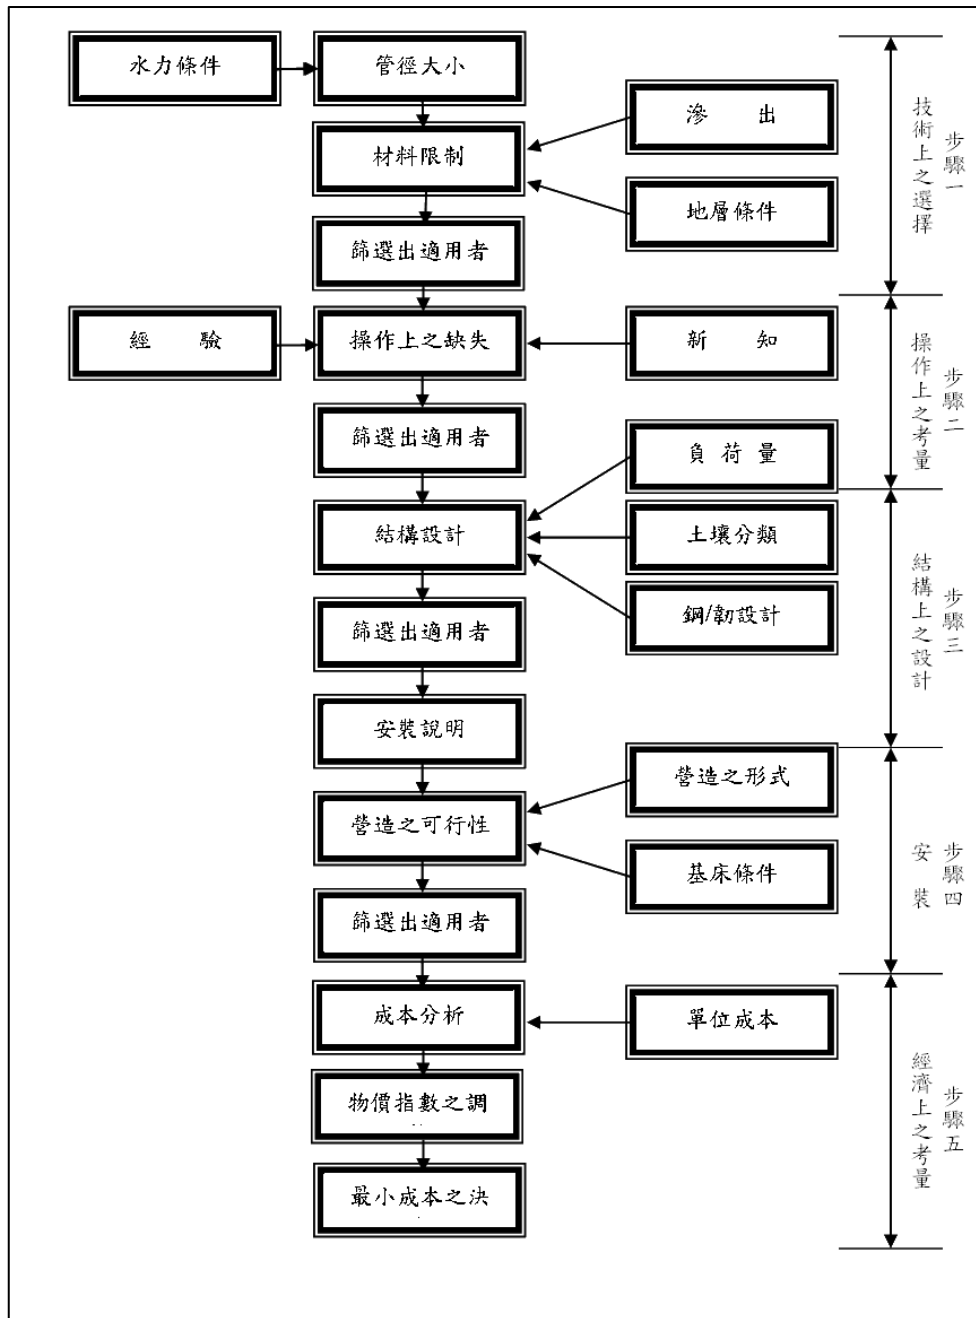 水力條件
管徑大小
材料限制
滲 出
地層條件
篩選出適用者
步驟一
技術上之選擇
經 驗
操作上之缺失
新 知
篩選出適用者
步驟二
操作上之考量
負荷量
結構設計
土壤分類
鋼/韌設計
篩選出適用者
安裝說明
步驟三
結構上之設計
營造之形式
營造之可行性
基床條件
篩選出適用者
步驟四
安 裝
成本分析
單位成本
物價指數之調
最小成本之決
步驟五
經濟上之考量